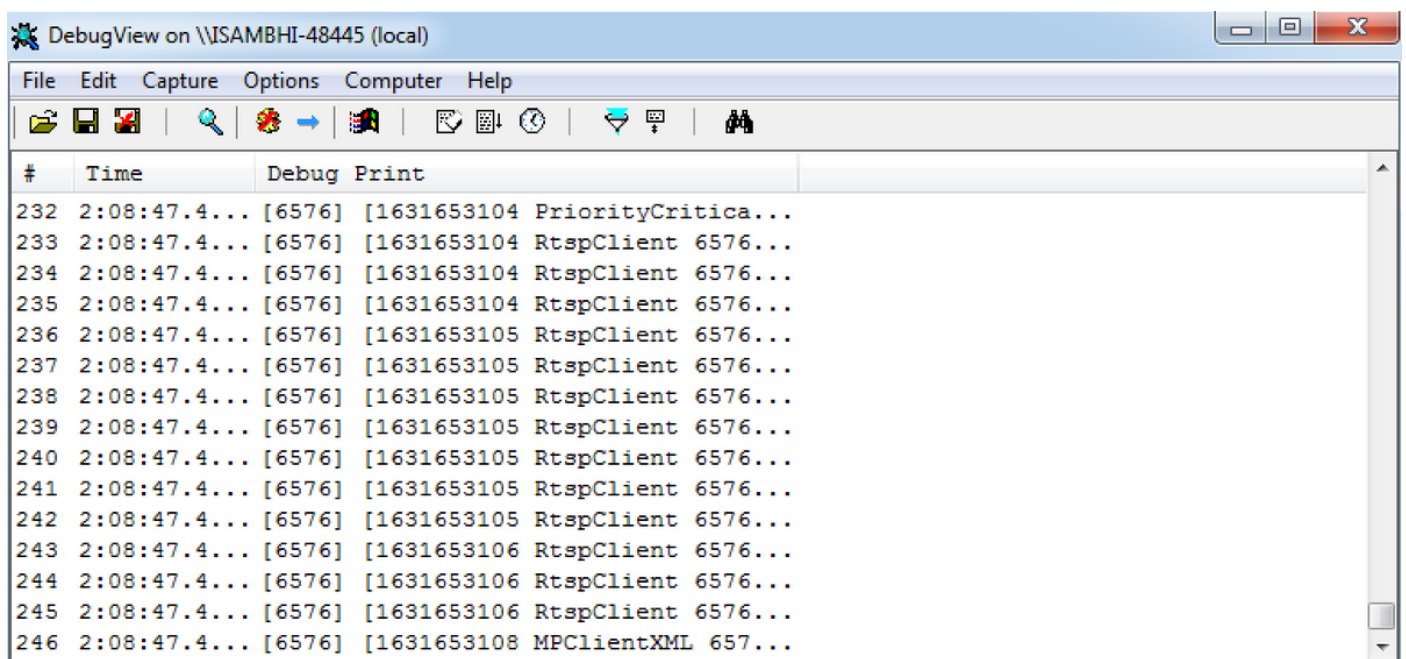 DebugView on \\ISAMBHI-48445 (local)
File Edit Capture Options Computer Help
# Time Debug Print
232 2:08:47.4... [6576] [1631653104 PriorityCritica...
233 2:08:47.4... [6576] [1631653104 RtspClient 6576...
234 2:08:47.4... [6576] [1631653104 RtspClient 6576...
235 2:08:47.4... [6576] [1631653104 RtspClient 6576...
236 2:08:47.4... [6576] [1631653105 RtspClient 6576...
237 2:08:47.4... [6576] [1631653105 RtspClient 6576...
238 2:08:47.4... [6576] [1631653105 RtspClient 6576...
239 2:08:47.4... [6576] [1631653105 RtspClient 6576...
240 2:08:47.4... [6576] [1631653105 RtspClient 6576...
241 2:08:47.4... [6576] [1631653105 RtspClient 6576...
242 2:08:47.4... [6576] [1631653105 RtspClient 6576...
243 2:08:47.4... [6576] [1631653106 RtspClient 6576...
244 2:08:47.4... [6576] [1631653106 RtspClient 6576...
245 2:08:47.4... [6576] [1631653106 RtspClient 6576...
246 2:08:47.4... [6576] [1631653108 MPClientXML 657...